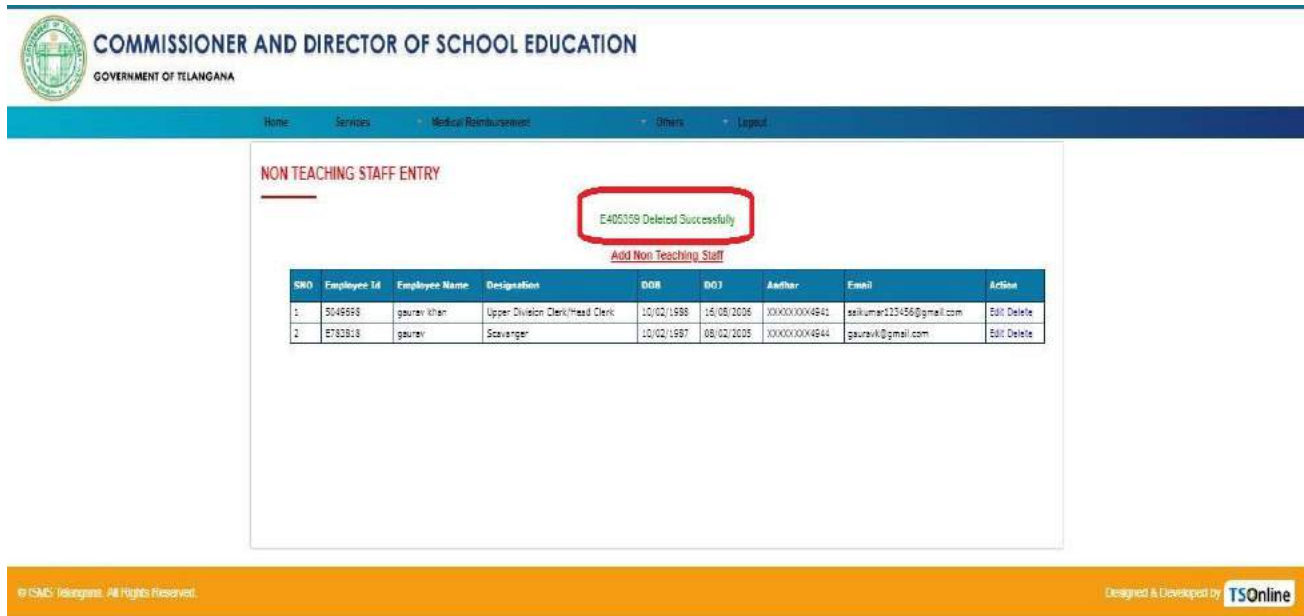 COMMISSIONER AND DIRECTOR OF SCHOOL EDUCATION
GOVERNMENT OF TELANGANA
Home Services Medical Reimbursement Others Logout
NON TEACHING STAFF ENTRY
E405359 Deleted Successfully
Add Non Teaching Staff
SNO Employee Id Employee Name Designation DOB DOJ Aadhar Email Action
1 5049698 gaurav khan Upper Division Clerk/Head Clerk 10/02/1988 16/08/2006 XXXXXXXX4941 saikumar123456@gmail.com Edit Delete
2 E783818 gaurav Scavanger 10/02/1987 08/02/2005 XXXXXXXX4944 gauravk@gmail.com Edit Delete
© ISMS Telangana. All Rights Reserved.
Designed & Developed by TSOnline